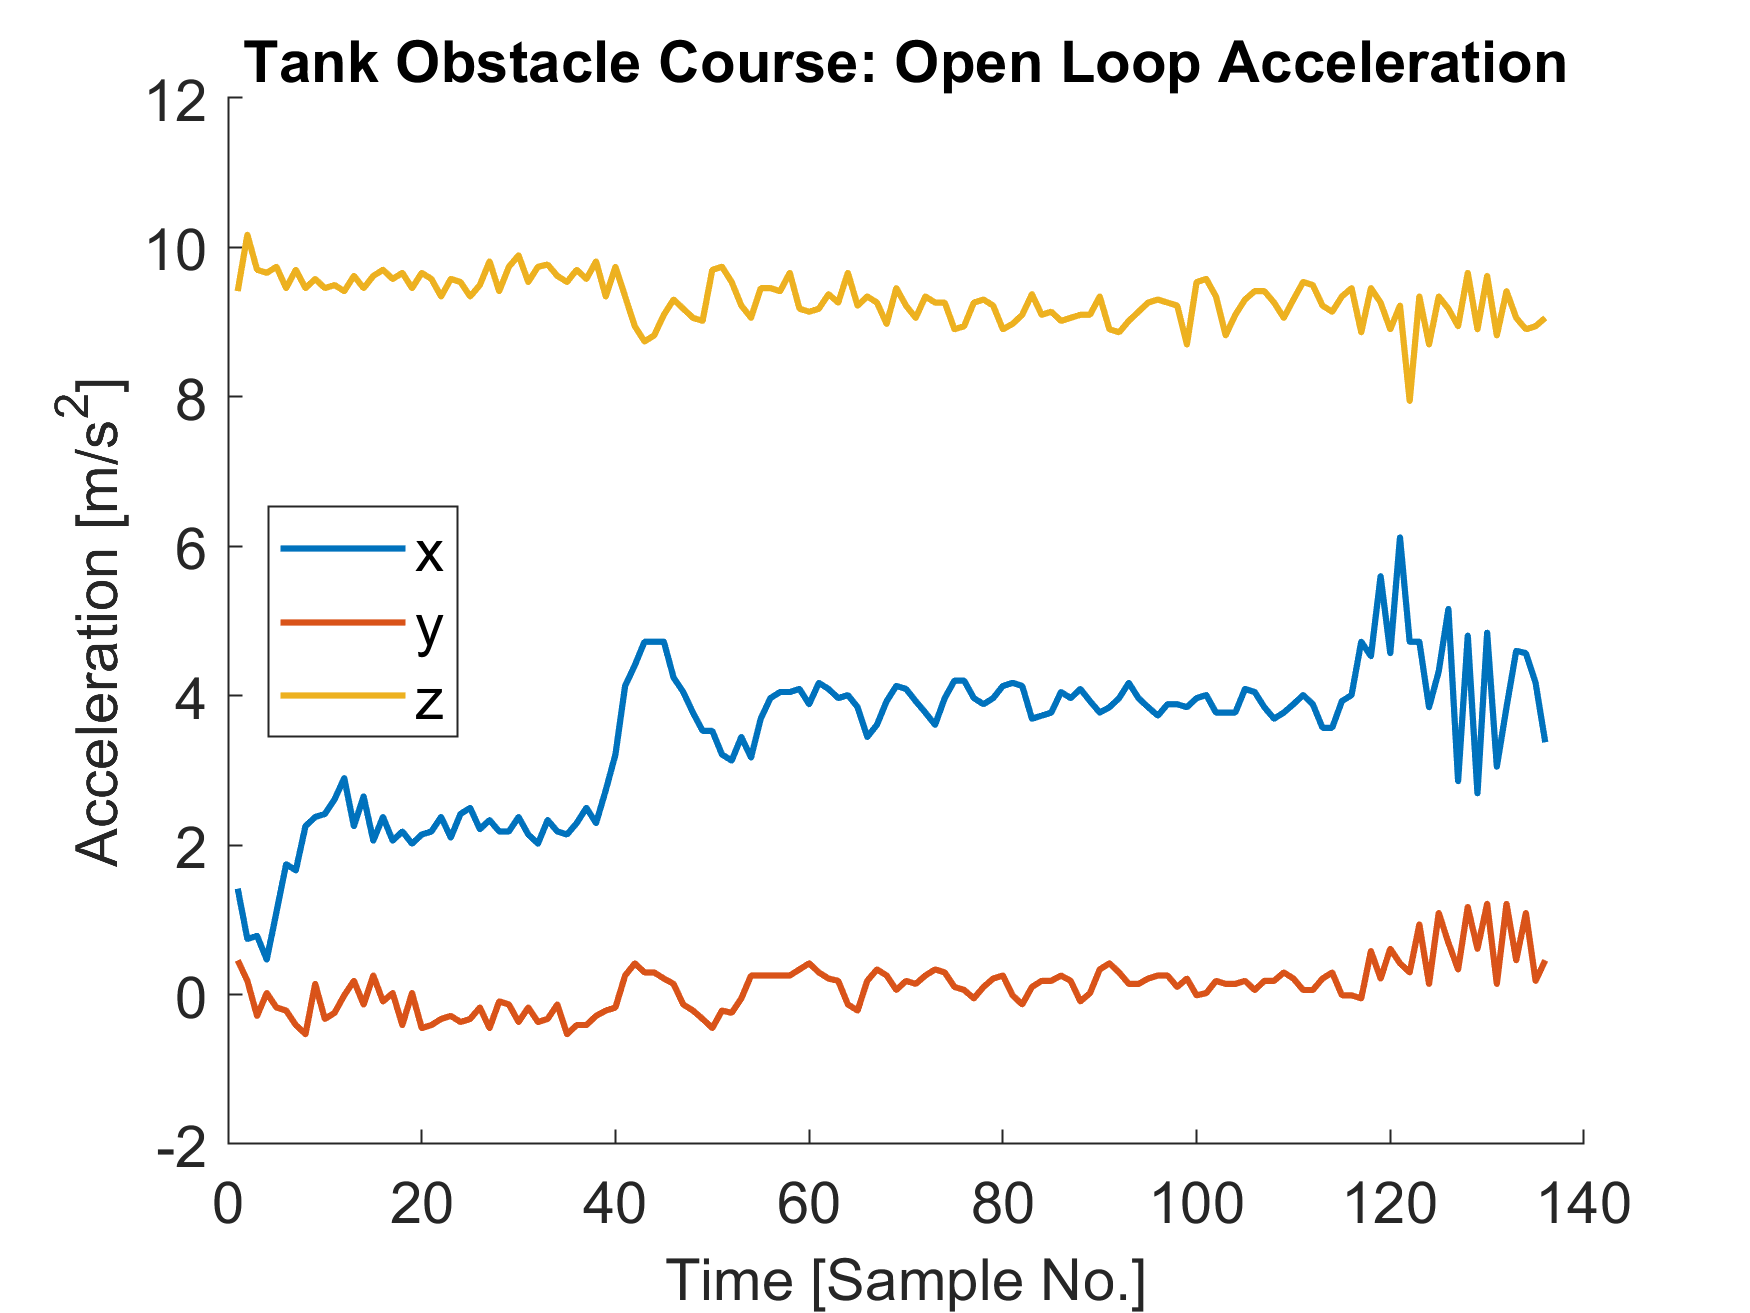 Tank Obstacle Course: Open Loop Acceleration
12
10
8
6
4
2
0
-2
Acceleration [m/s²]
x
y
z
0 20 40 60 80 100 120 140
Time [Sample No.]